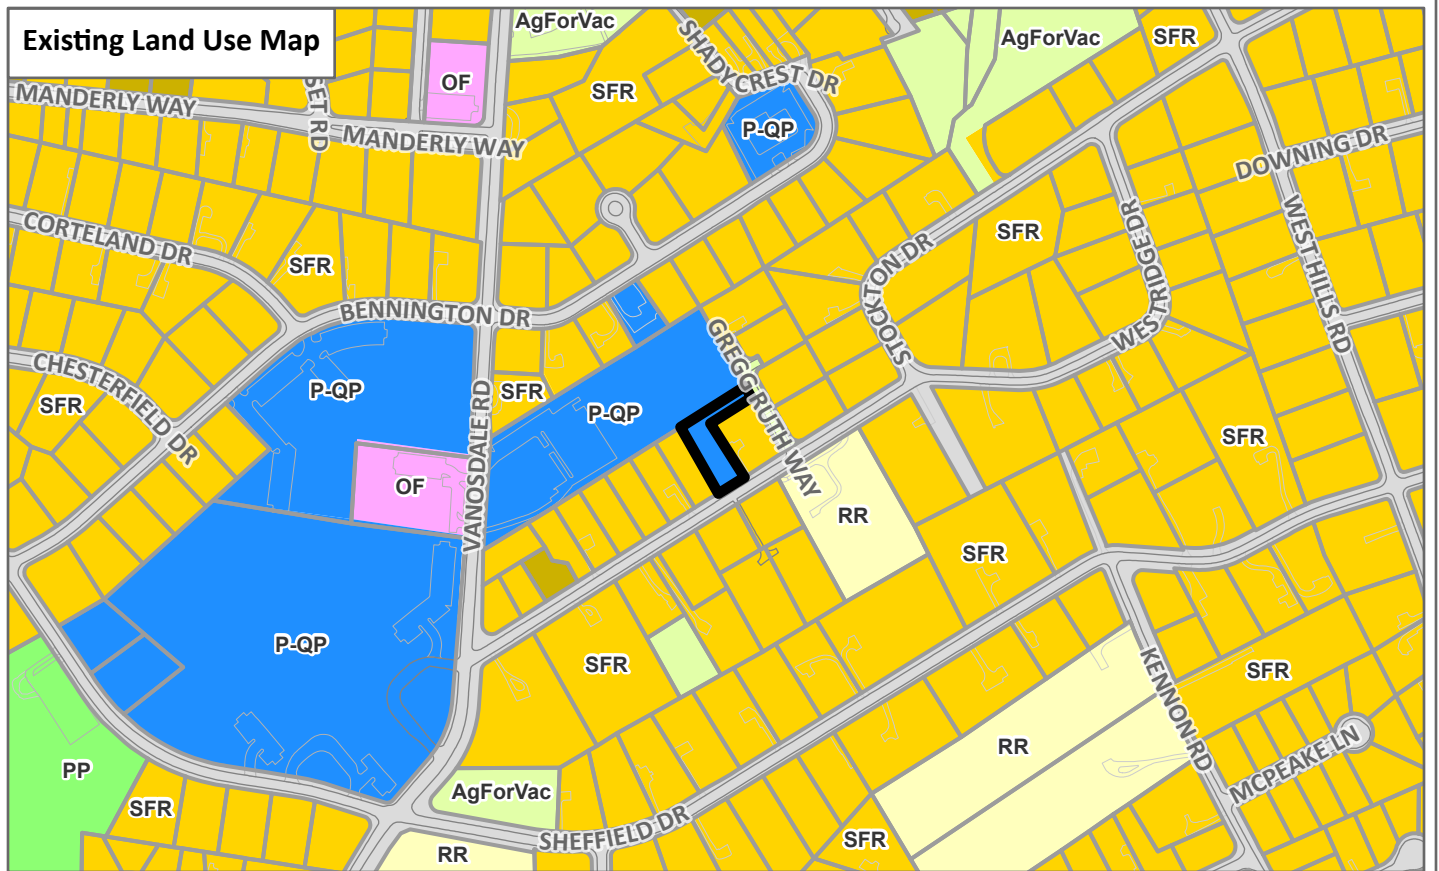 Existing Land Use Map
AgForVac
SHADYCREST DR
AgForVac
SFR
OF
SFR
SET RD
MANDERLY WAY
MANDERLY WAY
P-QP
DOWNING DR
CORTELAND DR
SFR
SFR
STOCKTON DR
WESTRIDGE DR
WEST HILLS RD
BENNINGTON DR
GREGG RUTH WAY
CHESTERFIELD DR
SFR
P-QP
SFR
P-QP
VANOSDALE RD
SFR
OF
RR
SFR
P-QP
SFR
SFR
KENNON RD
PP
RR
MCPEAKE LN
AgForVac
SFR
SHEFFIELD DR
SFR
RR